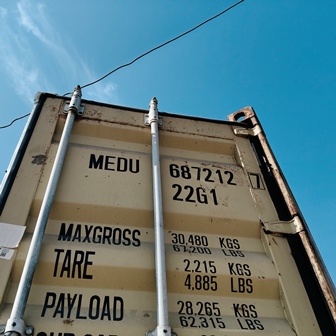 MEDU 687212 7
22G1
MAXGROSS 30,480 KGS
67,200 LBS
TARE 2,215 KGS
4,885 LBS
PAYLOAD 28,265 KGS
62,315 LBS